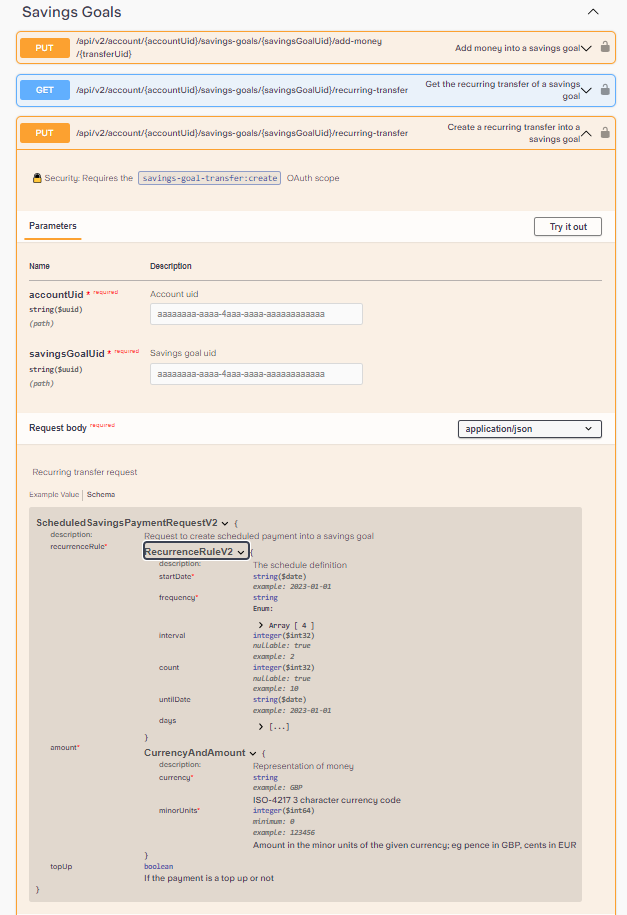 Savings Goals
PUT /api/v2/account/{accountUid}/savings-goals/{savingsGoalUid}/add-money
/{transferUid}
Add money into a savings goal
GET /api/v2/account/{accountUid}/savings-goals/{savingsGoalUid}/recurring-transfer
Get the recurring transfer of a savings
goal
PUT /api/v2/account/{accountUid}/savings-goals/{savingsGoalUid}/recurring-transfer
Create a recurring transfer into a
savings goal
Security: Requires the savings-goal-transfer:create OAuth scope
Parameters
Try it out
Name Description
accountUid * required Account uid
string($uuid) aaaaaaaa-aaaa-4aaa-aaaa-aaaaaaaaaaaa
(path)
savingsGoalUid * required Savings goal uid
string($uuid) aaaaaaaa-aaaa-4aaa-aaaa-aaaaaaaaaaaa
(path)
Request body required application/json
Recurring transfer request
Example Value Schema
ScheduledSavingsPaymentRequestV2 {
description: Request to create scheduled payment into a savings goal
recurrenceRule* RecurrenceRuleV2 {
description: The schedule definition
startDate* string($date)
example: 2023-01-01
frequency* string
Enum:
Array [ 4 ]
interval integer($int32)
nullable: true
example: 2
count integer($int32)
nullable: true
example: 10
untilDate string($date)
example: 2023-01-01
days [...]
}
amount* CurrencyAndAmount {
description: Representation of money
currency* string
example: GBP
ISO-4217 3 character currency code
minorUnits* integer($int64)
minimum: 0
example: 123456
Amount in the minor units of the given currency; eg pence in GBP, cents in EUR
}
topUp boolean
If the payment is a top up or not
}